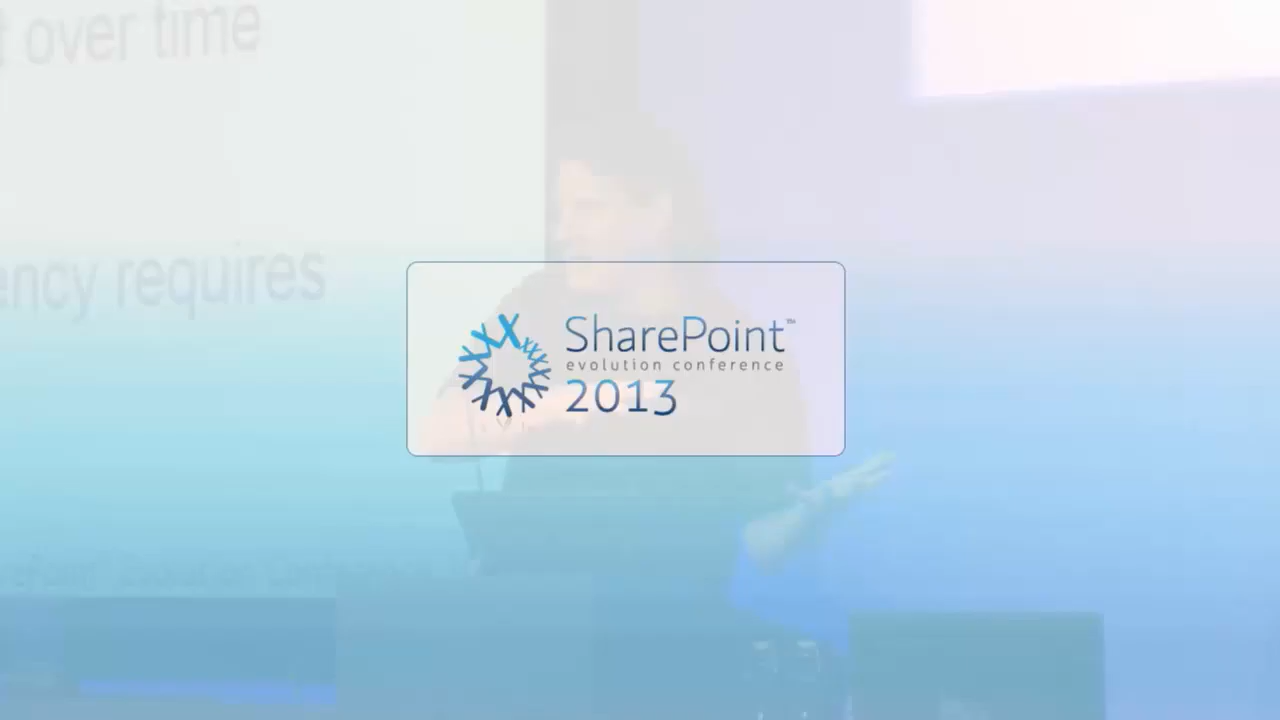 t over time
ency requires
SharePoint™
evolution conference
2013